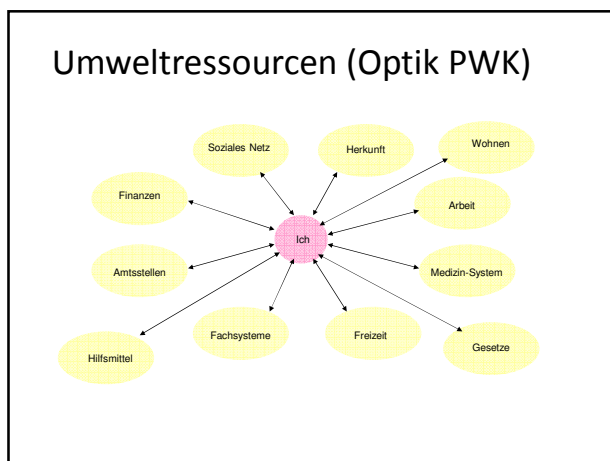 Umweltressourcen (Optik PWK)
Soziales Netz
Herkunft
Wohnen
Finanzen
Arbeit
Ich
Amtsstellen
Medizin-System
Hilfsmittel
Fachsysteme
Freizeit
Gesetze